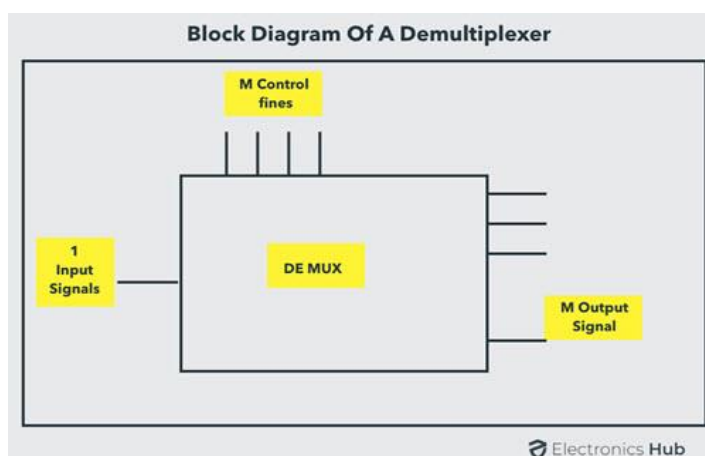 Block Diagram Of A Demultiplexer
M Control
fines
1
Input
Signals
DE MUX
M Output
Signal
Electronics Hub